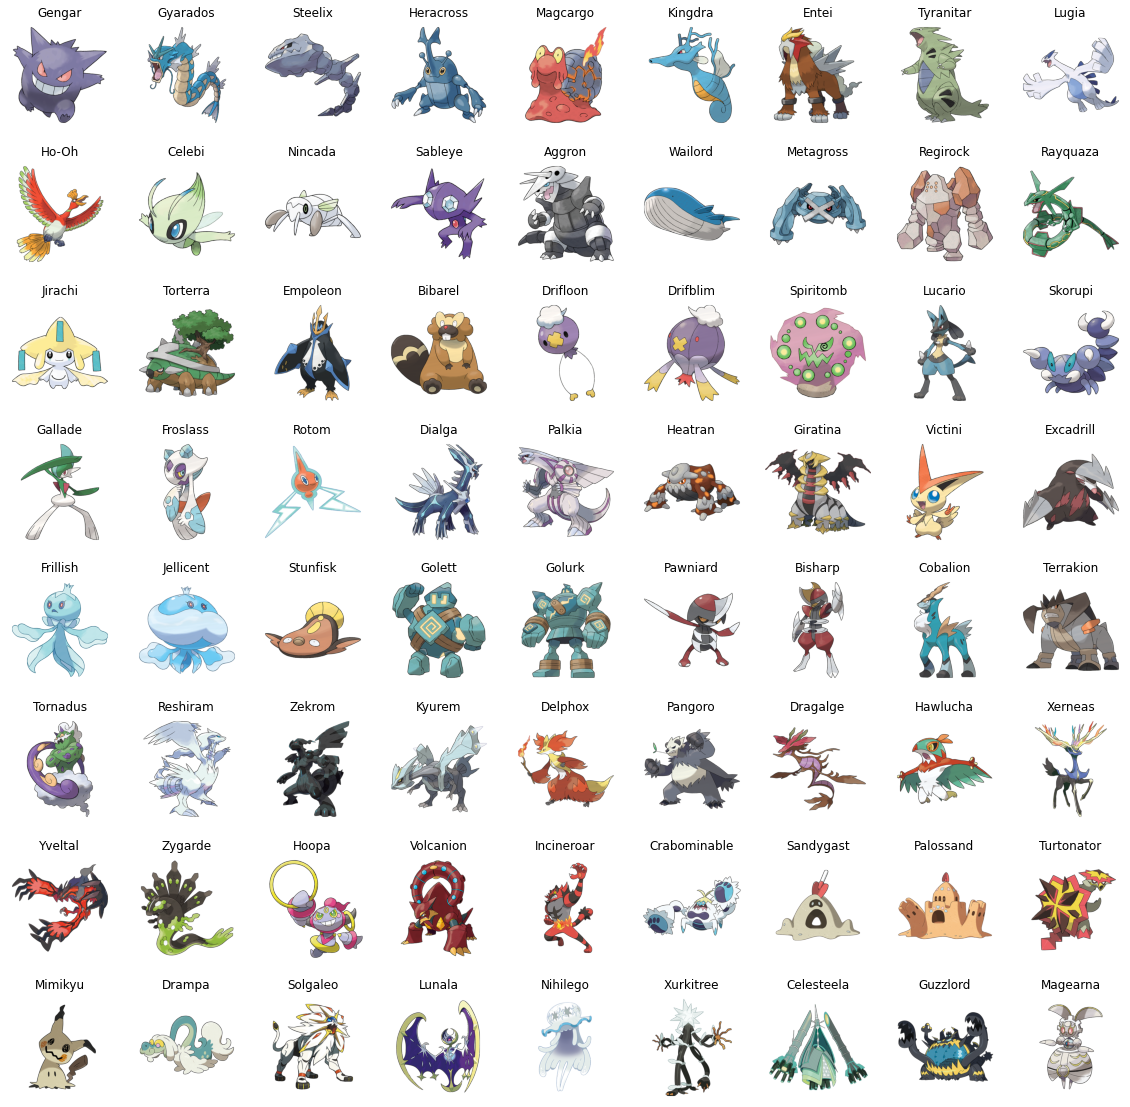 Gengar Gyarados Steelix Heracross Magcargo Kingdra Entei Tyranitar Lugia
Ho-Oh Celebi Nincada Sableye Aggron Wailord Metagross Regirock Rayquaza
Jirachi Torterra Empoleon Bibarel Drifloon Drifblim Spiritomb Lucario Skorupi
Gallade Froslass Rotom Dialga Palkia Heatran Giratina Victini Excadrill
Frillish Jellicent Stunfisk Golett Golurk Pawniard Bisharp Cobalion Terrakion
Tornadus Reshiram Zekrom Kyurem Delphox Pangoro Dragalge Hawlucha Xerneas
Yveltal Zygarde Hoopa Volcanion Incineroar Crabominable Sandygast Palossand Turtonator
Mimikyu Drampa Solgaleo Lunala Nihilego Xurkitree Celesteela Guzzlord Magearna